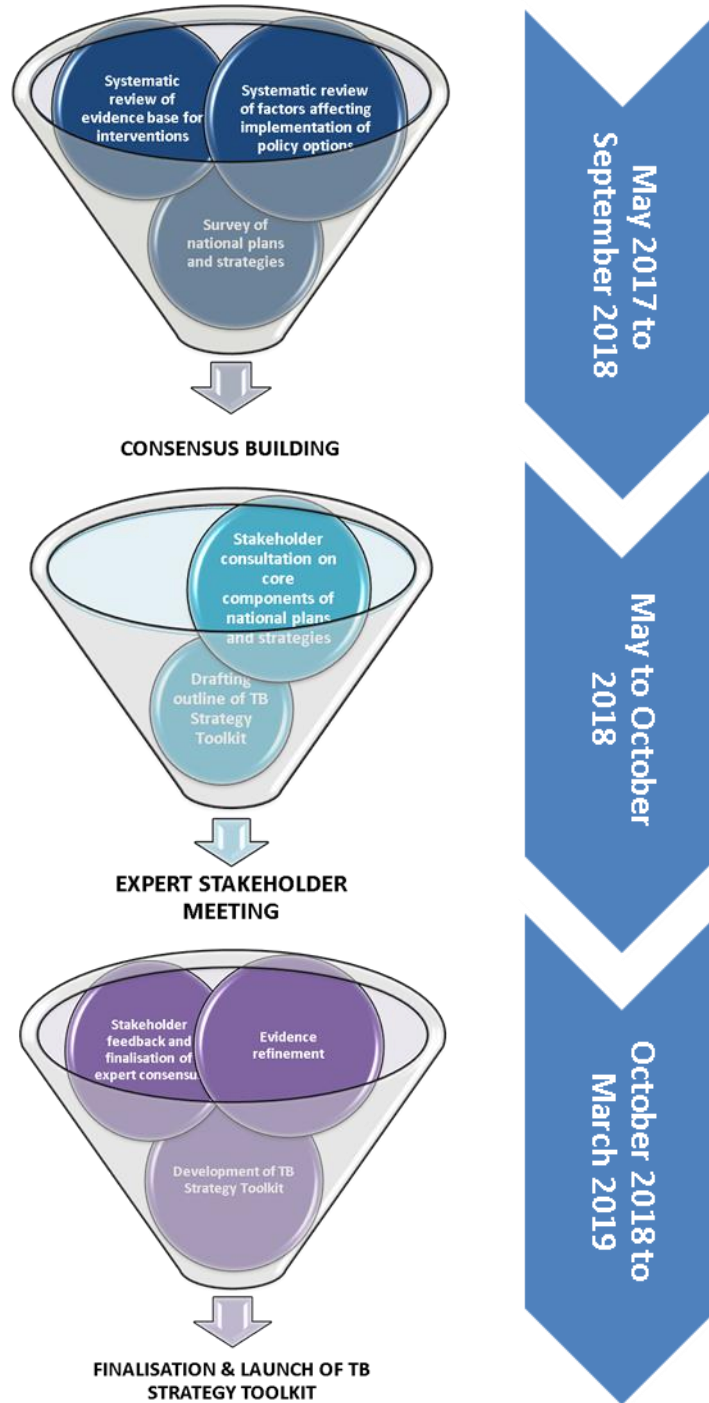 Systematic
review of
evidence base for
interventions
Systematic review
of factors affecting
implementation of
policy options
Survey of
national plans
and strategies
May 2017 to
September 2018
CONSENSUS BUILDING
Stakeholder
consultation on
core
components of
national plans
and strategies
Drafting
outline of TB
Strategy
Toolkit
May to October
2018
EXPERT STAKEHOLDER
MEETING
Stakeholder
feedback and
finalisation of
expert consensu
Evidence
refinement
Development of TB
Strategy Toolkit
October 2018 to
March 2019
FINALISATION & LAUNCH OF TB
STRATEGY TOOLKIT